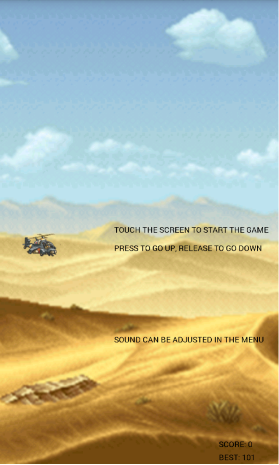 TOUCH THE SCREEN TO START THE GAME
PRESS TO GO UP, RELEASE TO GO DOWN
SOUND CAN BE ADJUSTED IN THE MENU
SCORE: 0
BEST: 101